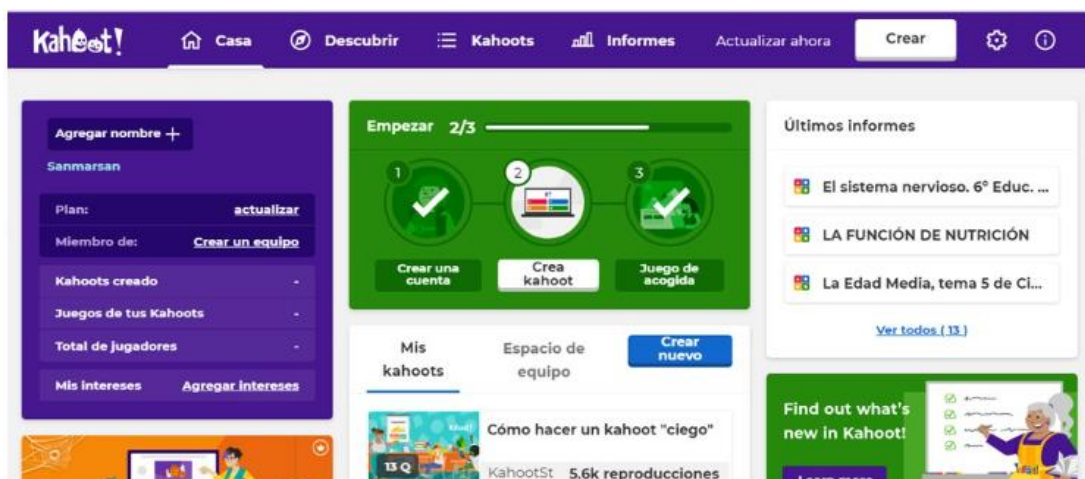 Kahoot!
Casa
Descubrir
Kahoots
Informes
Actualizar ahora
Crear
Agregar nombre +
Sanmarsan
Plan: actualizar
Miembro de: Crear un equipo
Kahoots creado -
Juegos de tus Kahoots -
Total de jugadores -
Mis intereses Agregar intereses
Empezar 2/3
1
2
3
Crear una
cuenta
Crea
kahoot
Juego de
acogida
Mis
kahoots
Espacio de
equipo
Crear
nuevo
Cómo hacer un kahoot "ciego"
13 Q
KahootSt 5.6k reproducciones
Últimos informes
El sistema nervioso. 6º Educ. ...
LA FUNCIÓN DE NUTRICIÓN
La Edad Media, tema 5 de Ci...
Ver todos ( 13 )
Find out what's
new in Kahoot!
Learn more